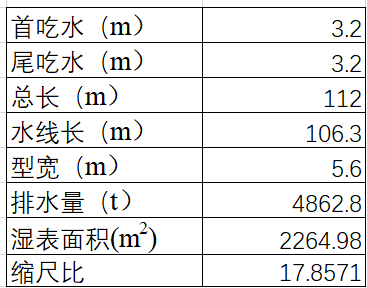 首吃水（m） 3.2
尾吃水（m） 3.2
总长（m） 112
水线长（m） 106.3
型宽（m） 5.6
排水量（t） 4862.8
湿表面积(m²) 2264.98
缩尺比 17.8571